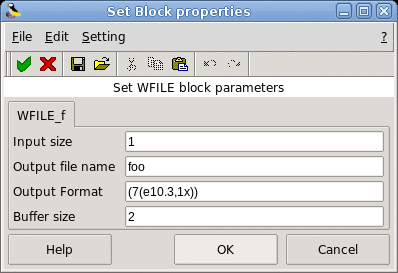 Set Block properties
File Edit Setting ?
Set WFILE block parameters
WFILE_f
Input size 1
Output file name foo
Output Format (7(e10.3,1x))
Buffer size 2
Help OK Cancel